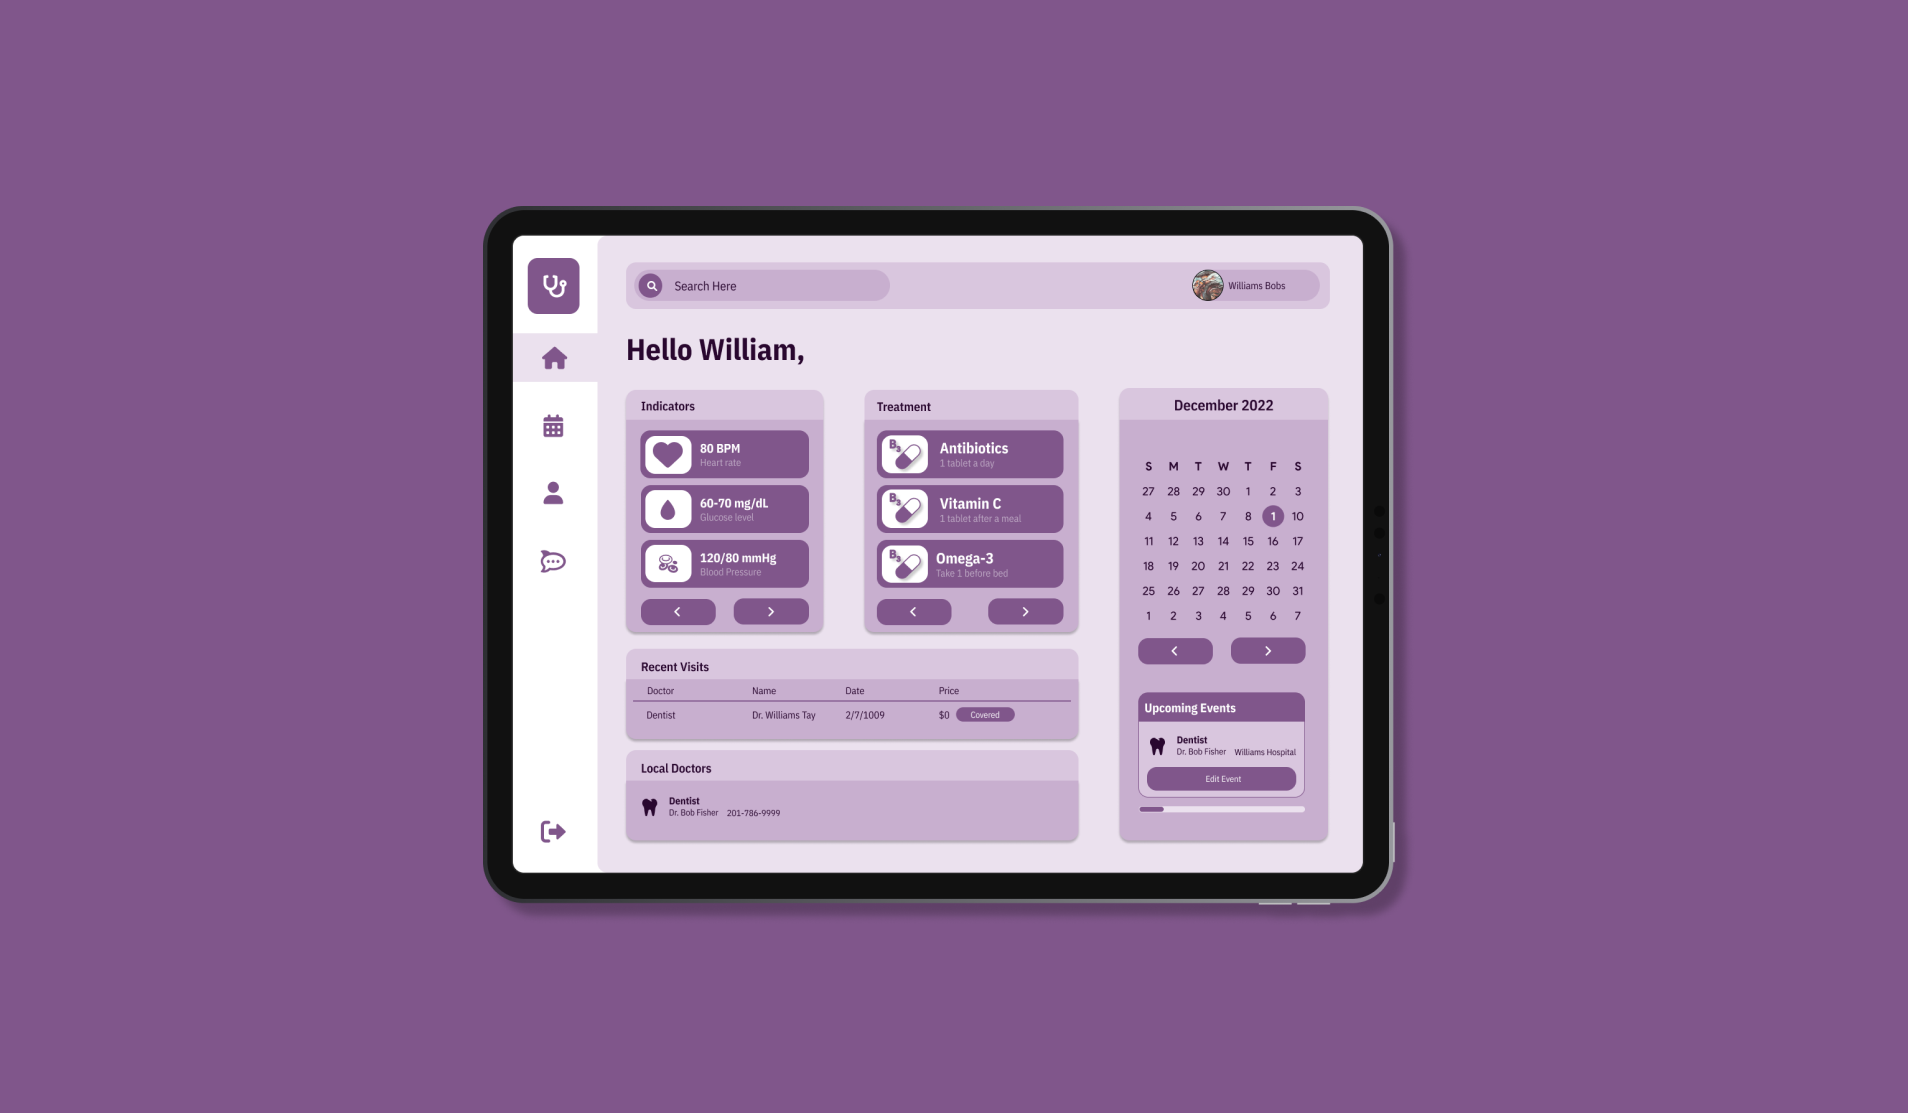 Search Here
Williams Bobs
Hello William,
Indicators
80 BPM
Heart rate
60-70 mg/dL
Glucose level
120/80 mmHg
Blood Pressure
Treatment
B3
Antibiotics
1 tablet a day
B3
Vitamin C
1 tablet after a meal
B3
Omega-3
Take 1 before bed
December 2022
S M T W T F S
27 28 29 30 1 2 3
4 5 6 7 8 1 10
11 12 13 14 15 16 17
18 19 20 21 22 23 24
25 26 27 28 29 30 31
1 2 3 4 5 6 7
Recent Visits
Doctor Name Date Price
Dentist Dr. Williams Tay 2/7/1009 $0 Covered
Local Doctors
Dentist
Dr. Bob Fisher 201-786-9999
Upcoming Events
Dentist
Dr. Bob Fisher Williams Hospital
Edit Event